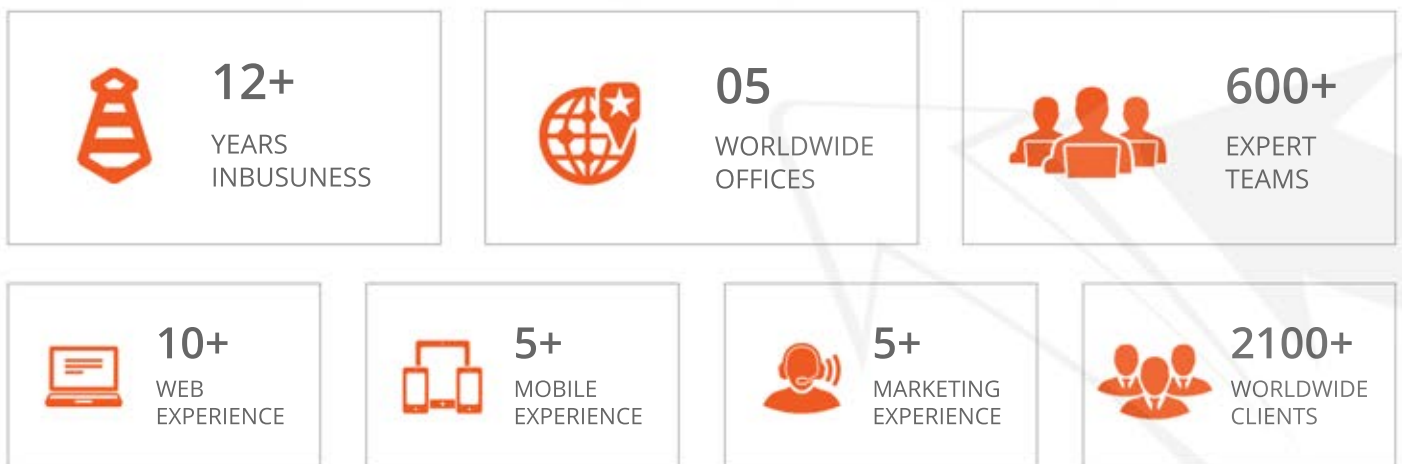 12+
YEARS
INBUSUNESS
05
WORLDWIDE
OFFICES
600+
EXPERT
TEAMS
10+
WEB
EXPERIENCE
5+
MOBILE
EXPERIENCE
5+
MARKETING
EXPERIENCE
2100+
WORLDWIDE
CLIENTS